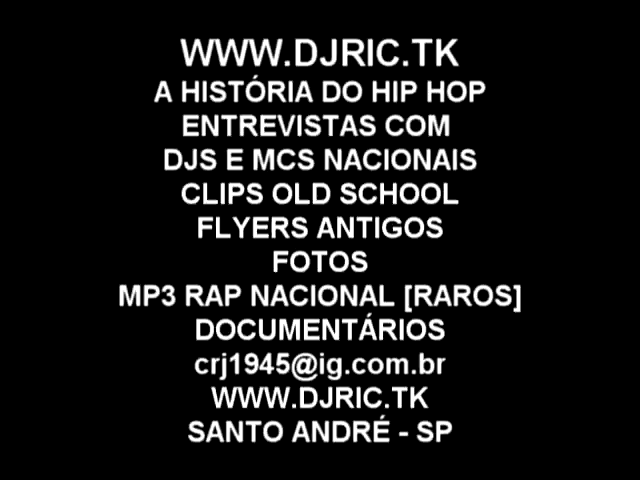 WWW.DJRIC.TK
A HISTÓRIA DO HIP HOP
ENTREVISTAS COM
DJS E MCS NACIONAIS
CLIPS OLD SCHOOL
FLYERS ANTIGOS
FOTOS
MP3 RAP NACIONAL [RAROS]
DOCUMENTÁRIOS
crj1945@ig.com.br
WWW.DJRIC.TK
SANTO ANDRÉ - SP